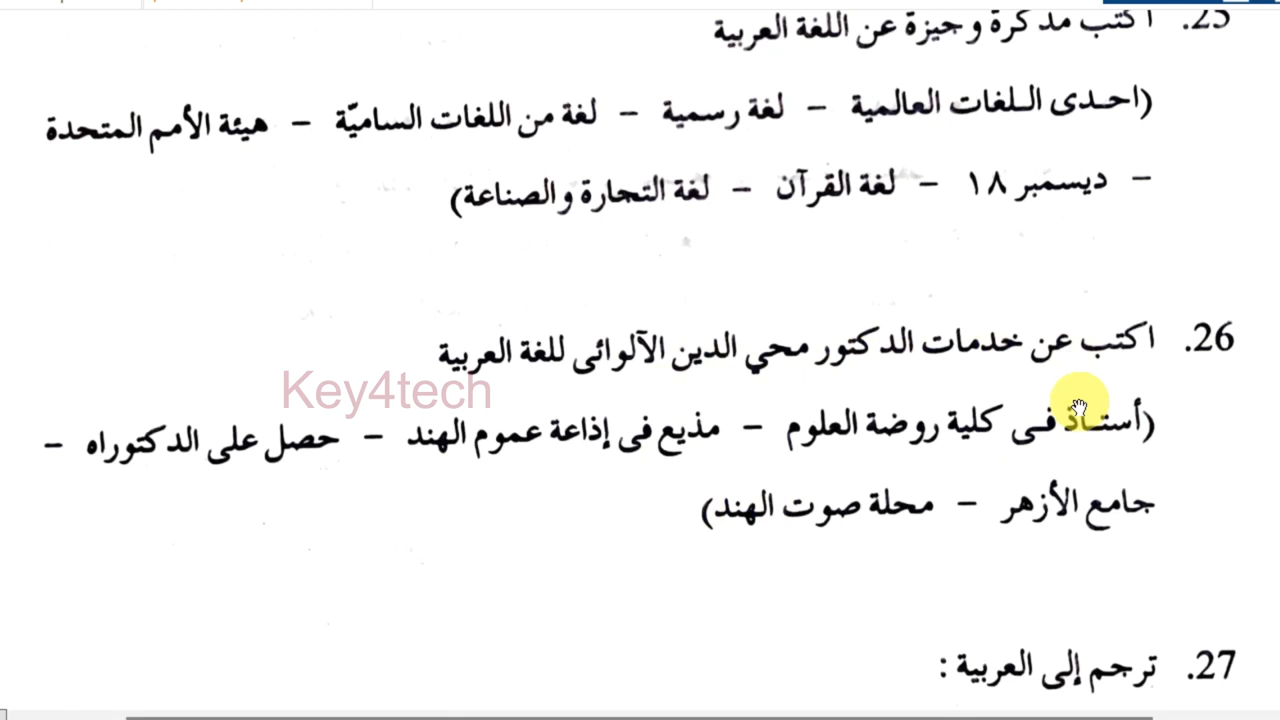 25. اكتب مذكرة وجيزة عن اللغة العربية
(احدى اللغات العالمية - لغة رسمية - لغة من اللغات الساميّة - هيئة الأمم المتحدة
- ديسمبر ١٨ - لغة القرآن - لغة التجارة والصناعة)
26. اكتب عن خدمات الدكتور محي الدين الآلوائى للغة العربية
Key4tech
(أستاذ فى كلية روضة العلوم - مذيع فى إذاعة عموم الهند - حصل على الدكتوراه -
جامع الأزهر - مجلة صوت الهند)
27. ترجم إلى العربية :